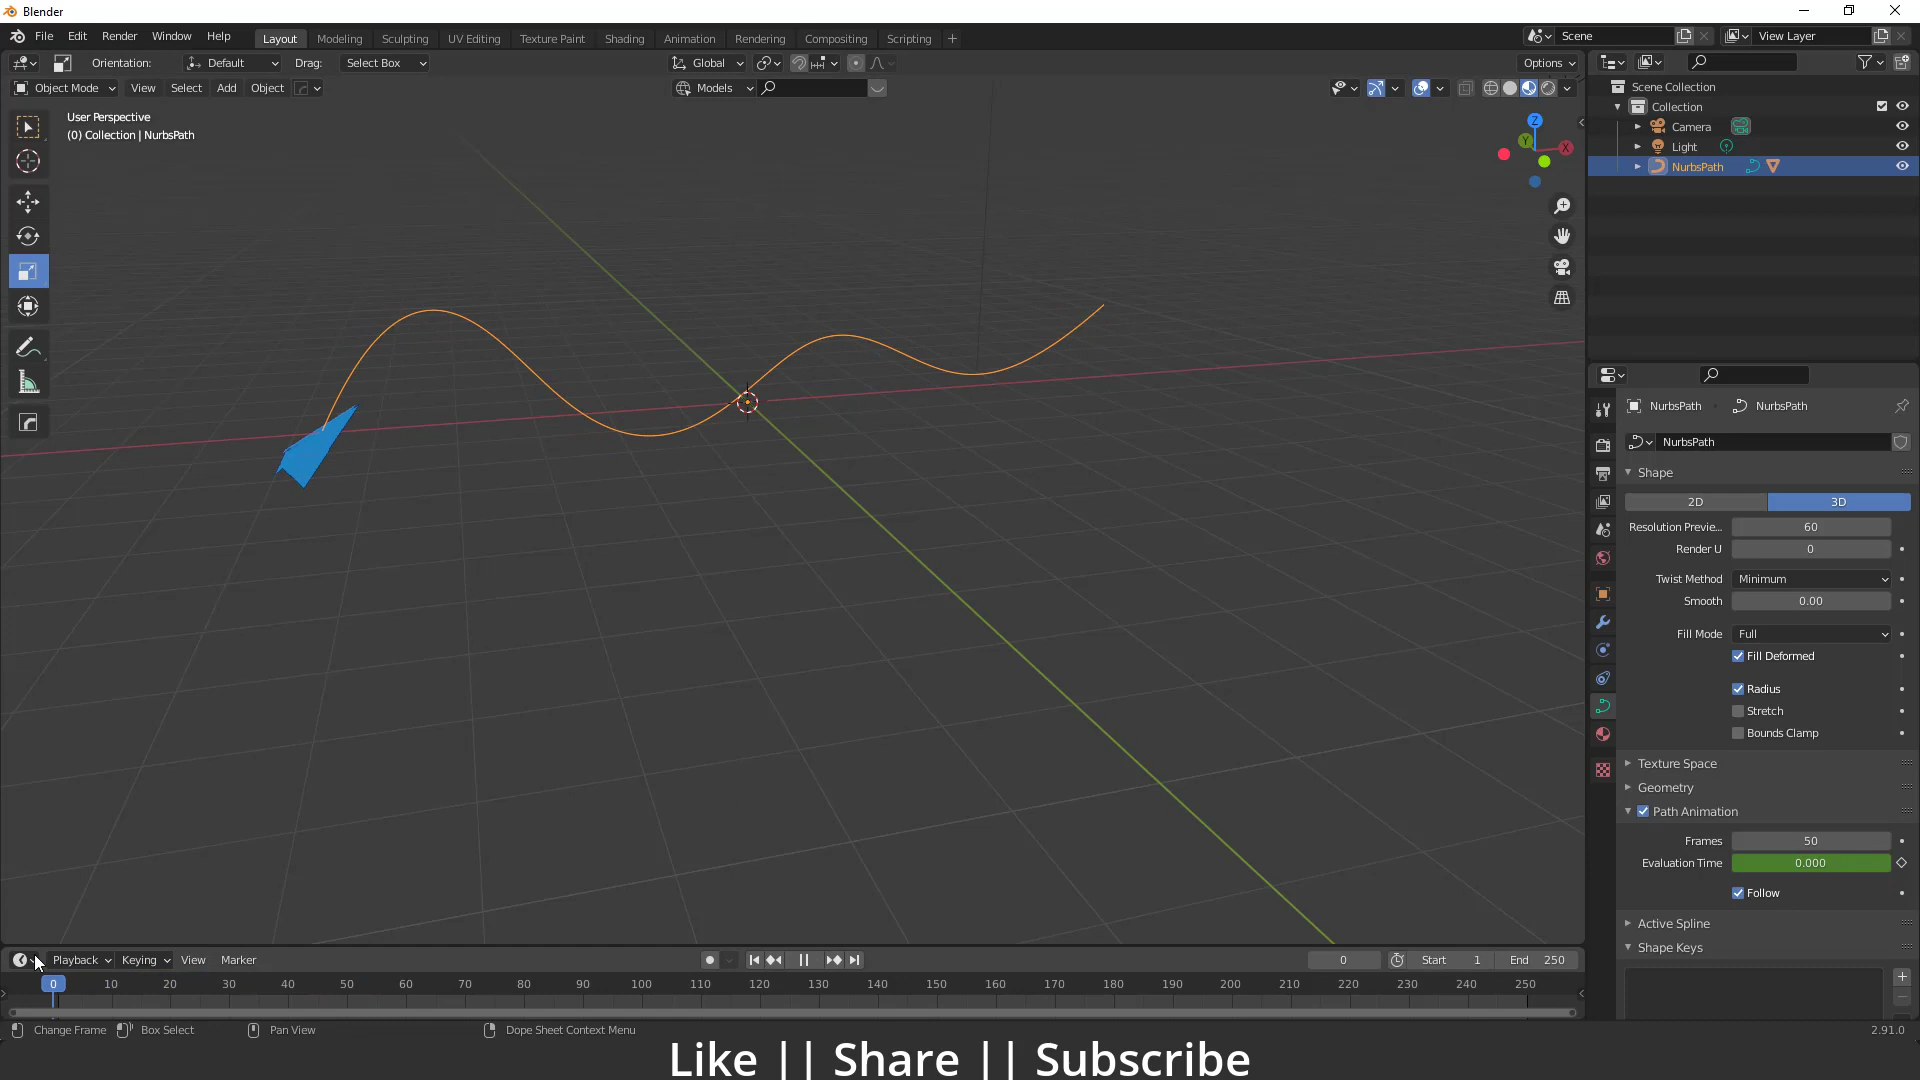 Blender
File Edit Render Window Help Layout Modeling Sculpting UV Editing Texture Paint Shading Animation Rendering Compositing Scripting + Scene View Layer
Orientation: Default Drag: Select Box Global Options
Object Mode View Select Add Object Models
User Perspective
(0) Collection | NurbsPath
Z
Y
X
Scene Collection
Collection
Camera
Light
NurbsPath
NurbsPath NurbsPath
NurbsPath
Shape
2D 3D
Resolution Previe... 60
Render U 0
Twist Method Minimum
Smooth 0.00
Fill Mode Full
Fill Deformed
Radius
Stretch
Bounds Clamp
Texture Space
Geometry
Path Animation
Frames 50
Evaluation Time 0.000
Follow
Active Spline
Shape Keys
Playback Keying View Marker 0 Start 1 End 250
0 10 20 30 40 50 60 70 80 90 100 110 120 130 140 150 160 170 180 190 200 210 220 230 240 250
Change Frame Box Select Pan View Dope Sheet Context Menu 2.91.0
Like || Share || Subscribe